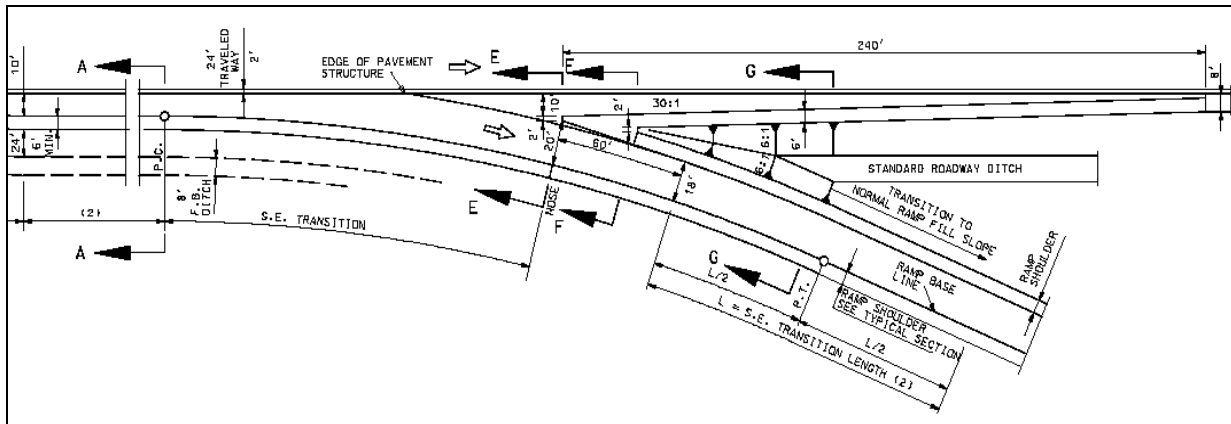 240'
10'
A
24'
TRAVELED
WAY
2'
EDGE OF PAVEMENT
STRUCTURE
E
F
G
8'
10'
2'
30:1
P.C.
24'
6'
MIN.
2'
20'
60'
6:1
6'
STANDARD ROADWAY DITCH
18'
TRANSITION TO
NORMAL RAMP FILL SLOPE
8'
F.B.
DITCH
(2)
S.E. TRANSITION
E
NOSE
F
A
G
L/2
P.T.
RAMP BASE
LINE
RAMP
SHOULDER
RAMP SHOULDER
SEE TYPICAL SECTION
L = S.E. TRANSITION LENGTH (2)
L/2